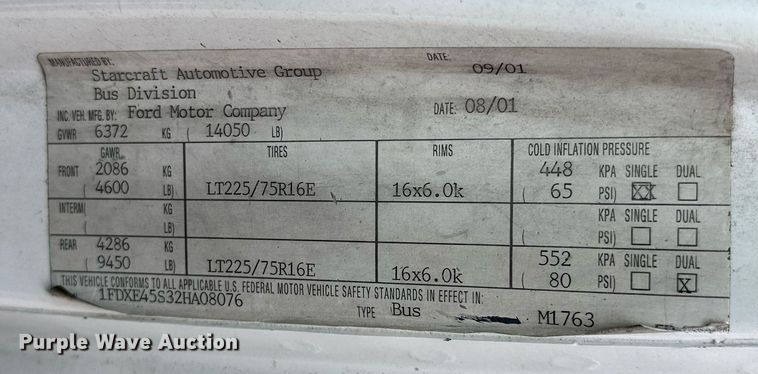 MANUFACTURED BY: Starcraft Automotive Group DATE: 09/01
Bus Division
INC. VEH. MFG. BY: Ford Motor Company DATE: 08/01
GVWR 6372 KG ( 14050 LB)
GAWR TIRES RIMS COLD INFLATION PRESSURE
FRONT 2086 KG 448 KPA SINGLE DUAL
( 4600 LB) LT225/75R16E 16x6.0k ( 65 PSI) XX
INTERM( KG KPA SINGLE DUAL
( LB) ( PSI)
REAR 4286 KG 552 KPA SINGLE DUAL
( 9450 LB) LT225/75R16E 16x6.0k ( 80 PSI) X
THIS VEHICLE CONFORMS TO ALL APPLICABLE U.S. FEDERAL MOTOR VEHICLE SAFETY STANDARDS IN EFFECT IN:
1FDXE45S32HA08076 TYPE Bus M1763
Purple Wave Auction